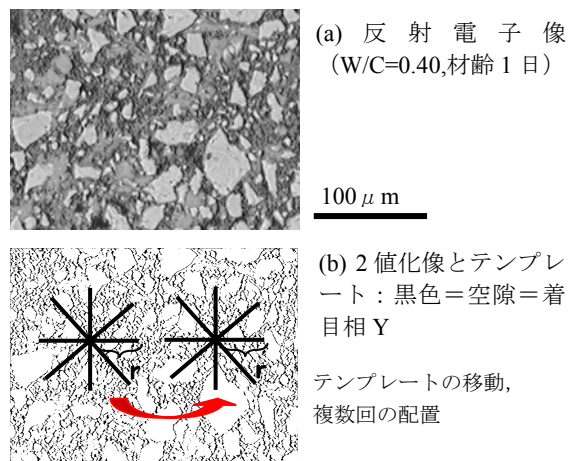 (a) 反射電子像
（W/C=0.40,材齢 1 日）
100 μ m
(b) 2 値化像とテンプレ
ート：黒色＝空隙＝着
目相 Y
r
r
テンプレートの移動,
複数回の配置